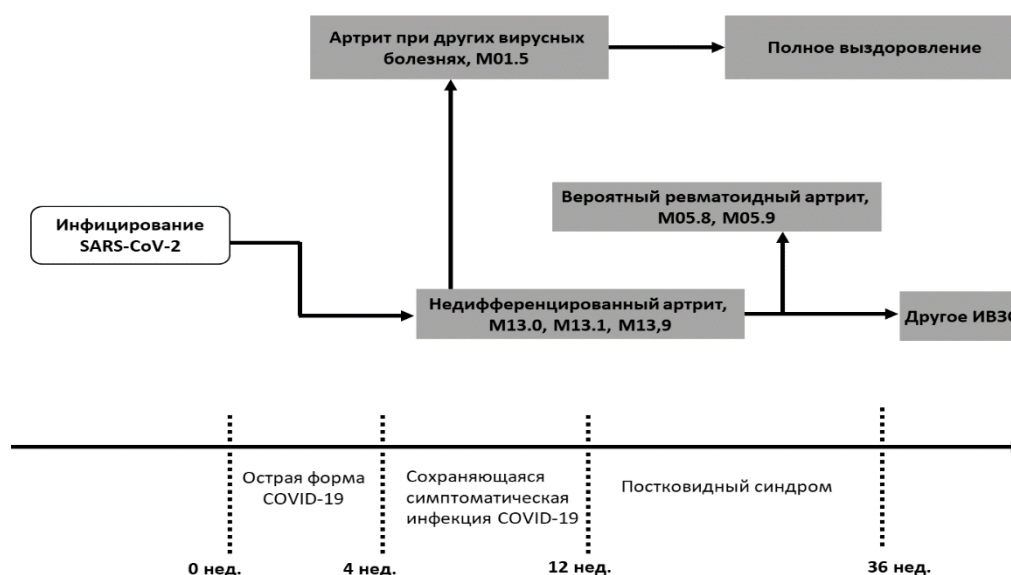 Артрит при других вирусных
болезнях, М01.5
Полное выздоровление
Вероятный ревматоидный артрит,
М05.8, М05.9
Инфицирование
SARS-CoV-2
Недифференцированный артрит,
М13.0, М13.1, М13,9
Другое ИВЗС
Острая форма
COVID-19
Сохраняющаяся
симптоматическая
инфекция COVID-19
Постковидный синдром
0 нед.
4 нед.
12 нед.
36 нед.